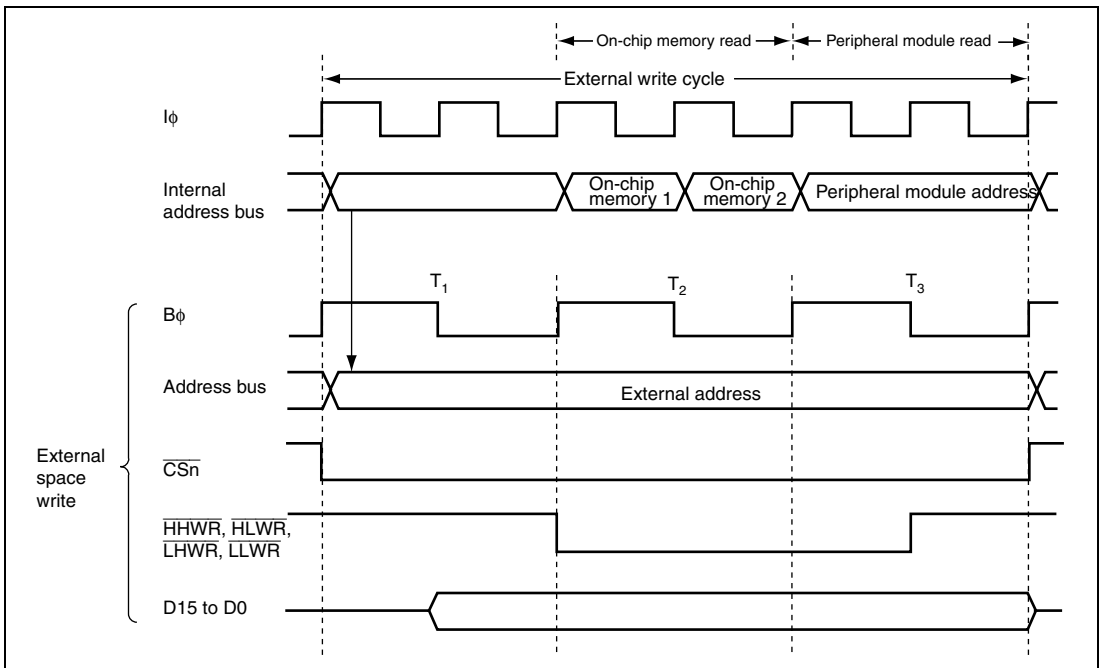 On-chip memory read
Peripheral module read
External write cycle
Iϕ
Internal
address bus
On-chip
memory 1
On-chip
memory 2
Peripheral module address
T1
T2
T3
Bϕ
Address bus
External address
External
space
write
CSn
HHWR, HLWR,
LHWR, LLWR
D15 to D0